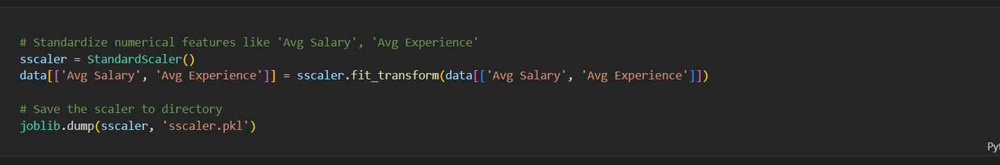 # Standardize numerical features like 'Avg Salary', 'Avg Experience'
sscaler = StandardScaler()
data[['Avg Salary', 'Avg Experience']] = sscaler.fit_transform(data[['Avg Salary', 'Avg Experience']])
# Save the scaler to directory
joblib.dump(sscaler, 'sscaler.pkl')